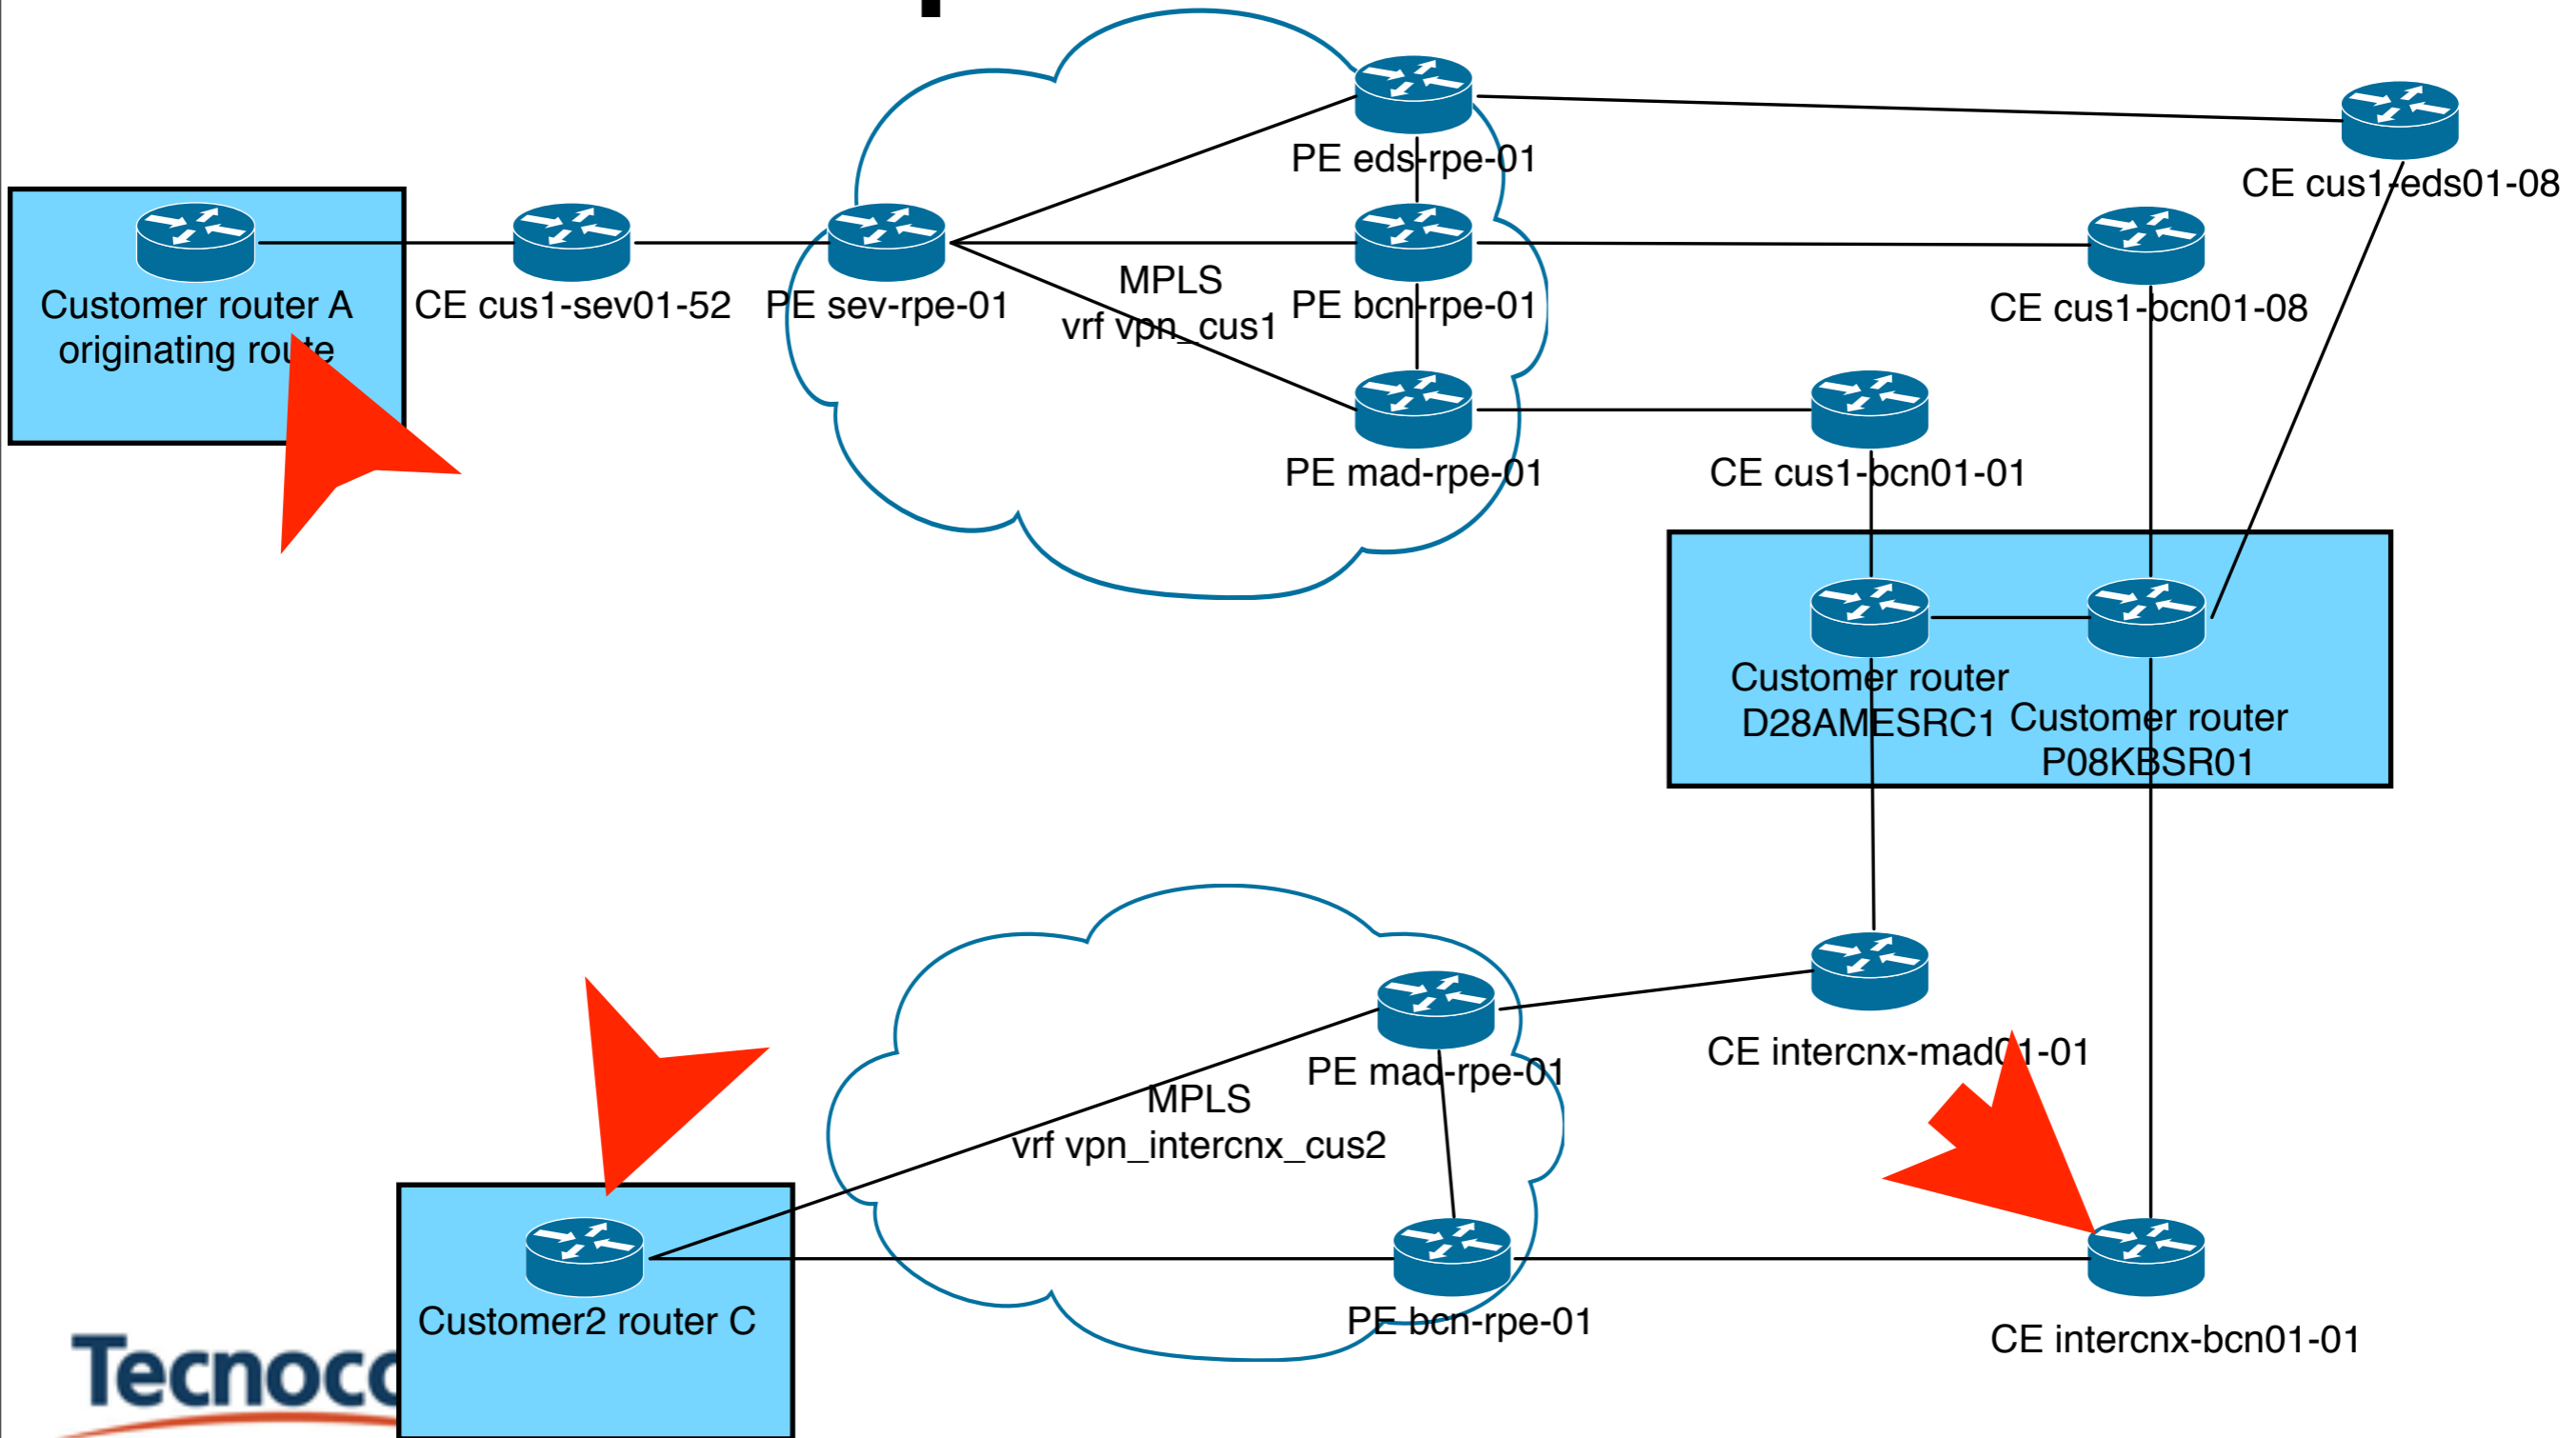 PE eds-rpe-01
CE cus1-eds01-08
Customer router A
originating route
CE cus1-sev01-52
PE sev-rpe-01
MPLS
vrf vpn_cus1
PE bcn-rpe-01
CE cus1-bcn01-08
PE mad-rpe-01
CE cus1-bcn01-01
Customer router
D28AMESRC1
Customer router
P08KBSR01
CE intercnx-mad01-01
PE mad-rpe-01
MPLS
vrf vpn_intercnx_cus2
Customer2 router C
PE bcn-rpe-01
CE intercnx-bcn01-01